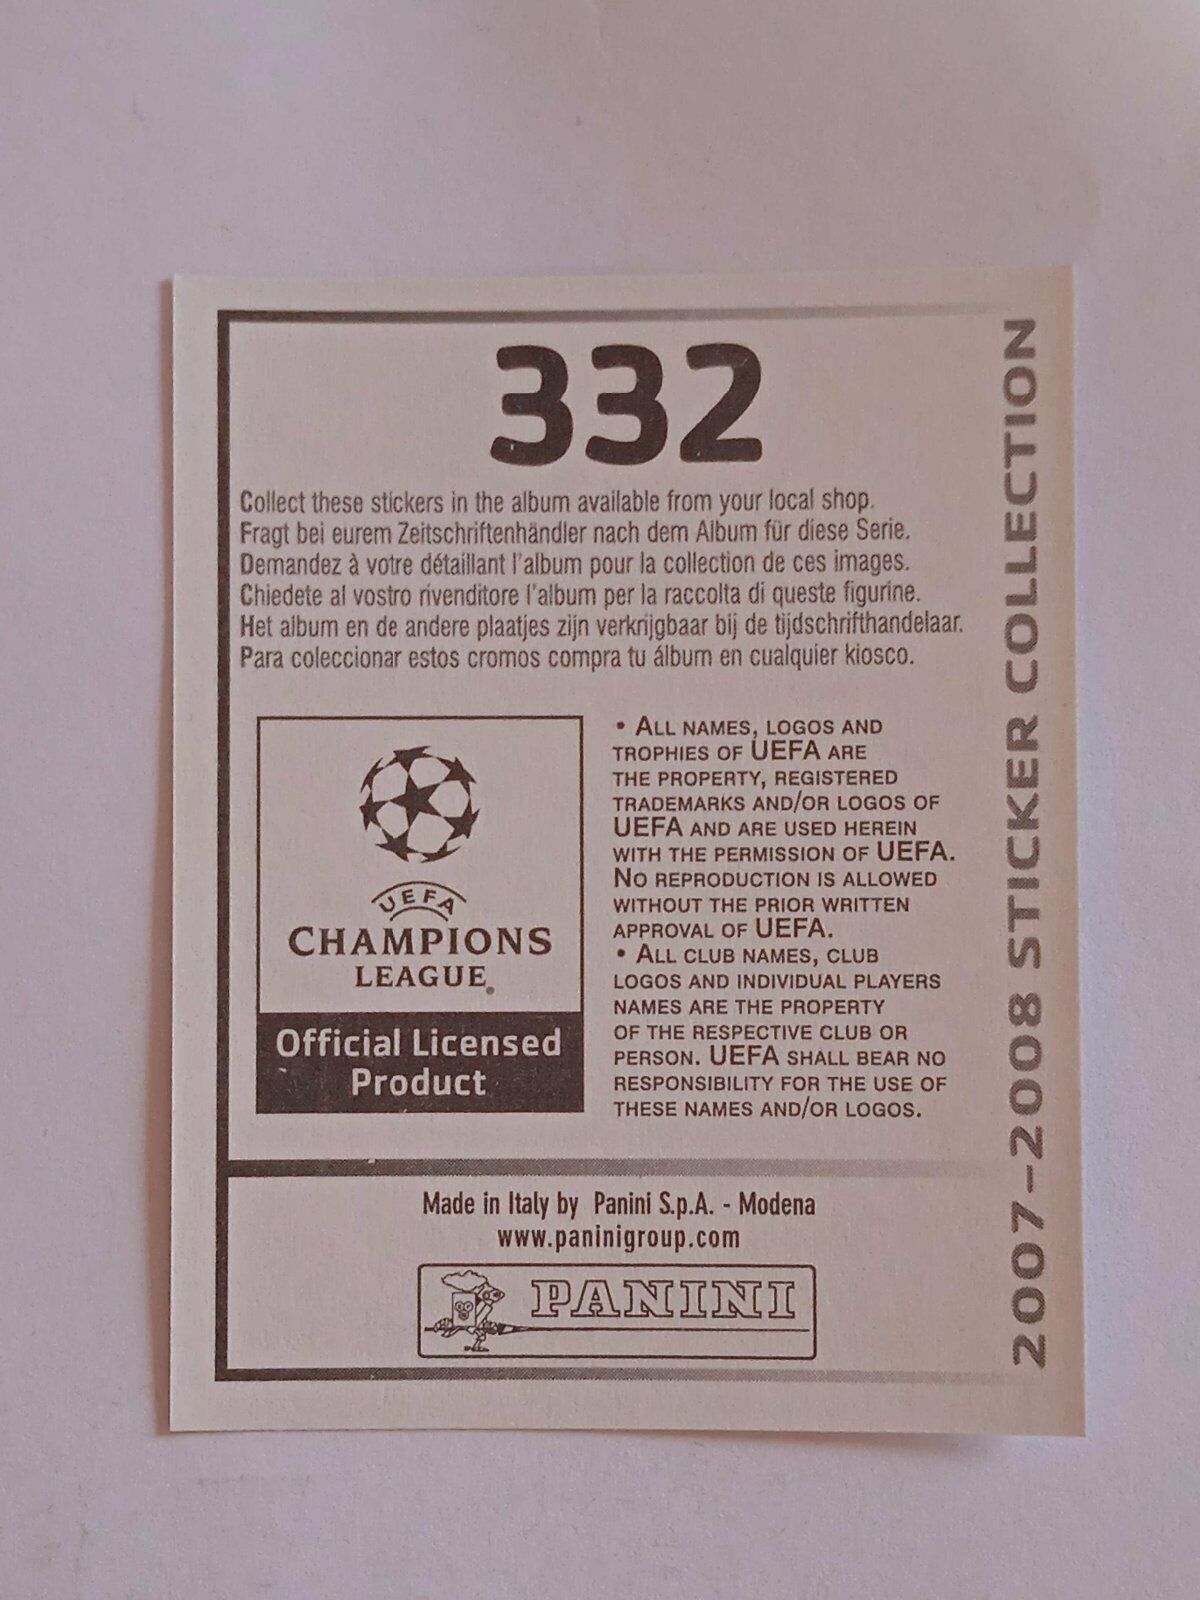 332
Collect these stickers in the album available from your local shop.
Fragt bei eurem Zeitschriftenhändler nach dem Album für diese Serie.
Demandez à votre détaillant l'album pour la collection de ces images.
Chiedete al vostro rivenditore l'album per la raccolta di queste figurine.
Het album en de andere plaatjes zijn verkrijgbaar bij de tijdschrifthandelaar.
Para coleccionar estos cromos compra tu álbum en cualquier kiosco.
UEFA
CHAMPIONS
LEAGUE
Official Licensed
Product
• ALL NAMES, LOGOS AND
TROPHIES OF UEFA ARE
THE PROPERTY, REGISTERED
TRADEMARKS AND/OR LOGOS OF
UEFA AND ARE USED HEREIN
WITH THE PERMISSION OF UEFA.
NO REPRODUCTION IS ALLOWED
WITHOUT THE PRIOR WRITTEN
APPROVAL OF UEFA.
• ALL CLUB NAMES, CLUB
LOGOS AND INDIVIDUAL PLAYERS
NAMES ARE THE PROPERTY
OF THE RESPECTIVE CLUB OR
PERSON. UEFA SHALL BEAR NO
RESPONSIBILITY FOR THE USE OF
THESE NAMES AND/OR LOGOS.
Made in Italy by Panini S.p.A. - Modena
www.paninigroup.com
PANINI
2007-2008 STICKER COLLECTION